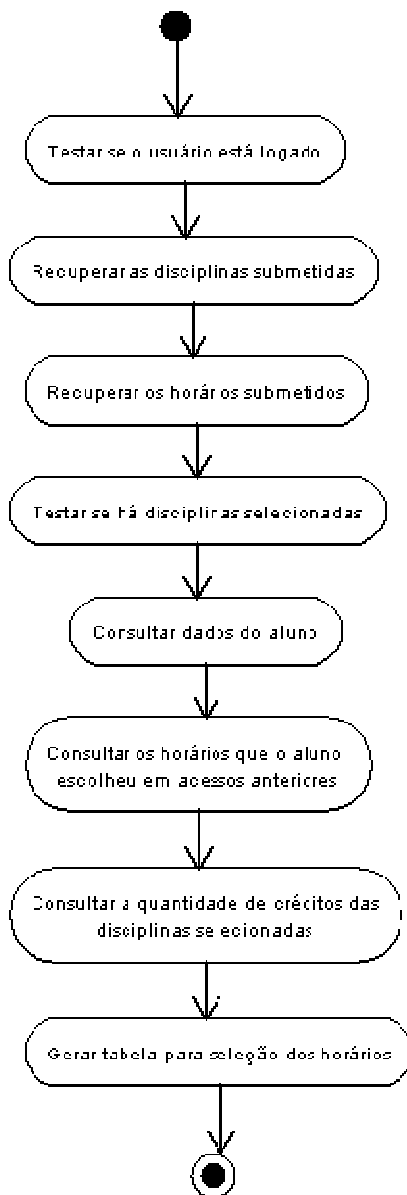 Testar se o usuário está logado
Recuperar as disciplinas submetidas
Recuperar os horários submetidos
Testar se há disciplinas selecionadas
Consultar dados do aluno
Consultar os horários que o aluno
escolheu em acessos anteriores
Consultar a quantidade de créditos das
disciplinas selecionadas
Gerar tabela para seleção dos horários